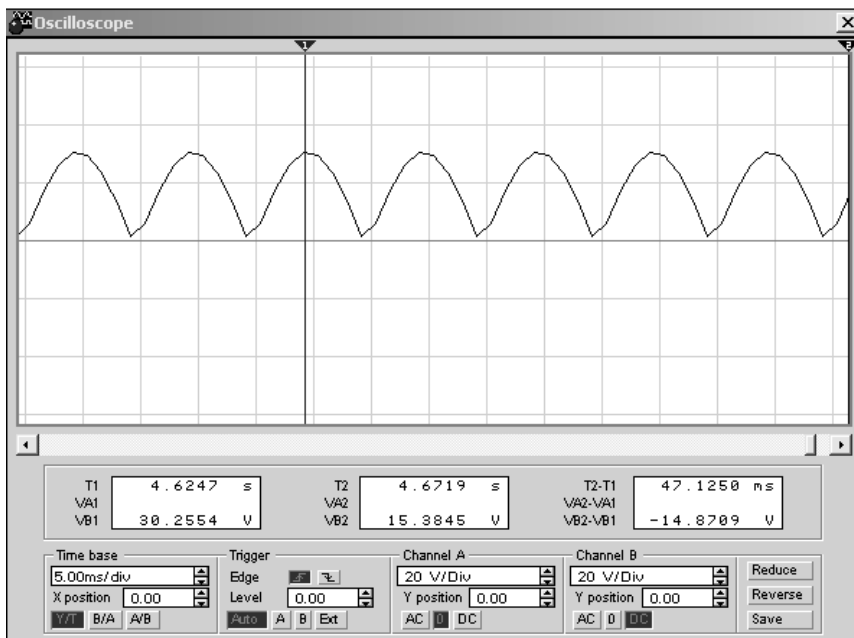 Oscilloscope
1 2
T1 4.6247 s T2 4.6719 s T2-T1 47.1250 ms
VA1 VA2 VA2-VA1
VB1 30.2554 V VB2 15.3845 V VB2-VB1 -14.8709 V
Time base Trigger Channel A Channel B
5.00ms/div Edge 20 V/Div 20 V/Div Reduce
X position 0.00 Level 0.00 Y position 0.00 Y position 0.00 Reverse
Y/T B/A A/B Auto A B Ext AC 0 DC AC 0 DC Save